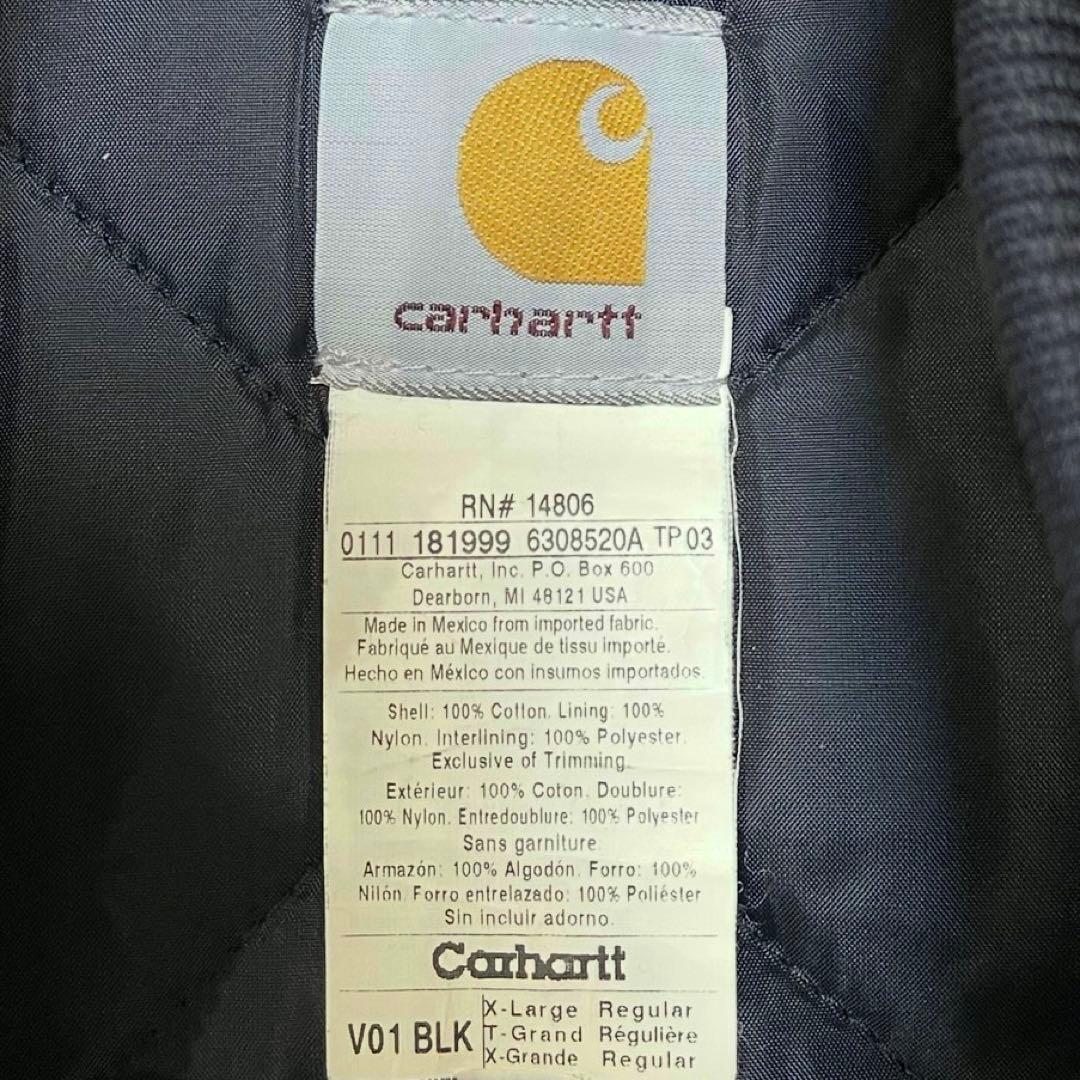 carhartt
RN# 14806
0111 181999 6308520A TP 03
Carhartt, Inc. P.O. Box 600
Dearborn, MI 48121 USA
Made in Mexico from imported fabric.
Fabriqué au Mexique de tissu importé.
Hecho en México con insumos importados.
Shell: 100% Cotton. Lining: 100%
Nylon. Interlining: 100% Polyester.
Exclusive of Trimming.
Extérieur: 100% Coton. Doublure:
100% Nylon. Entredoublure: 100% Polyester
Sans garniture.
Armazón: 100% Algodón. Forro: 100%
Nilón. Forro entrelazado: 100% Poliéster
Sin incluir adorno.
Carhartt
V01 BLK
X-Large Regular
T-Grand Régulière
X-Grande Regular